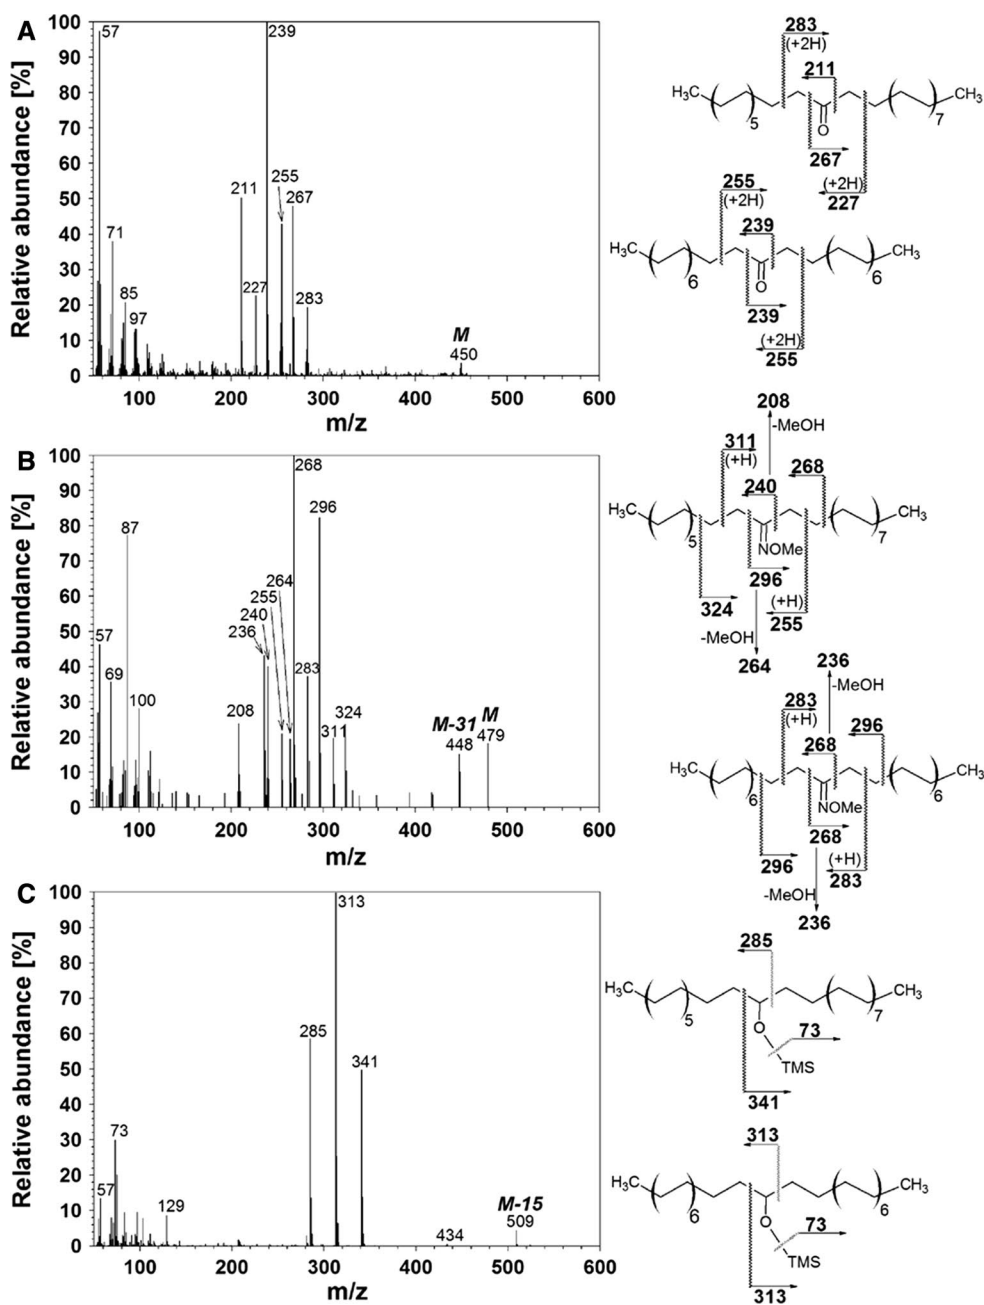 A
Relative abundance [%]
100
90
80
70
60
50
40
30
20
10
0
57
71
85
97
211
227
239
255
267
283
M
450
100 200 300 400 500 600
m/z
283
(+2H)
211
H3C
5
O
7
CH3
267
(+2H)
227
255
(+2H)
239
H3C
6
O
6
CH3
239
(+2H)
255
B
Relative abundance [%]
100
90
80
70
60
50
40
30
20
10
0
57
69
87
100
208
236
240
255
264
268
283
296
311
324
M-31
448
M
479
100 200 300 400 500 600
m/z
208
-MeOH
311
(+H)
240
268
H3C
5
NOMe
7
CH3
296
324
(+H)
255
-MeOH
264
236
-MeOH
283
(+H)
268
296
H3C
6
NOMe
6
CH3
268
296
(+H)
283
-MeOH
236
C
Relative abundance [%]
100
90
80
70
60
50
40
30
20
10
0
57
73
129
285
313
341
434
M-15
509
100 200 300 400 500 600
m/z
285
H3C
5
O
7
CH3
73
TMS
341
313
H3C
6
O
6
CH3
73
TMS
313